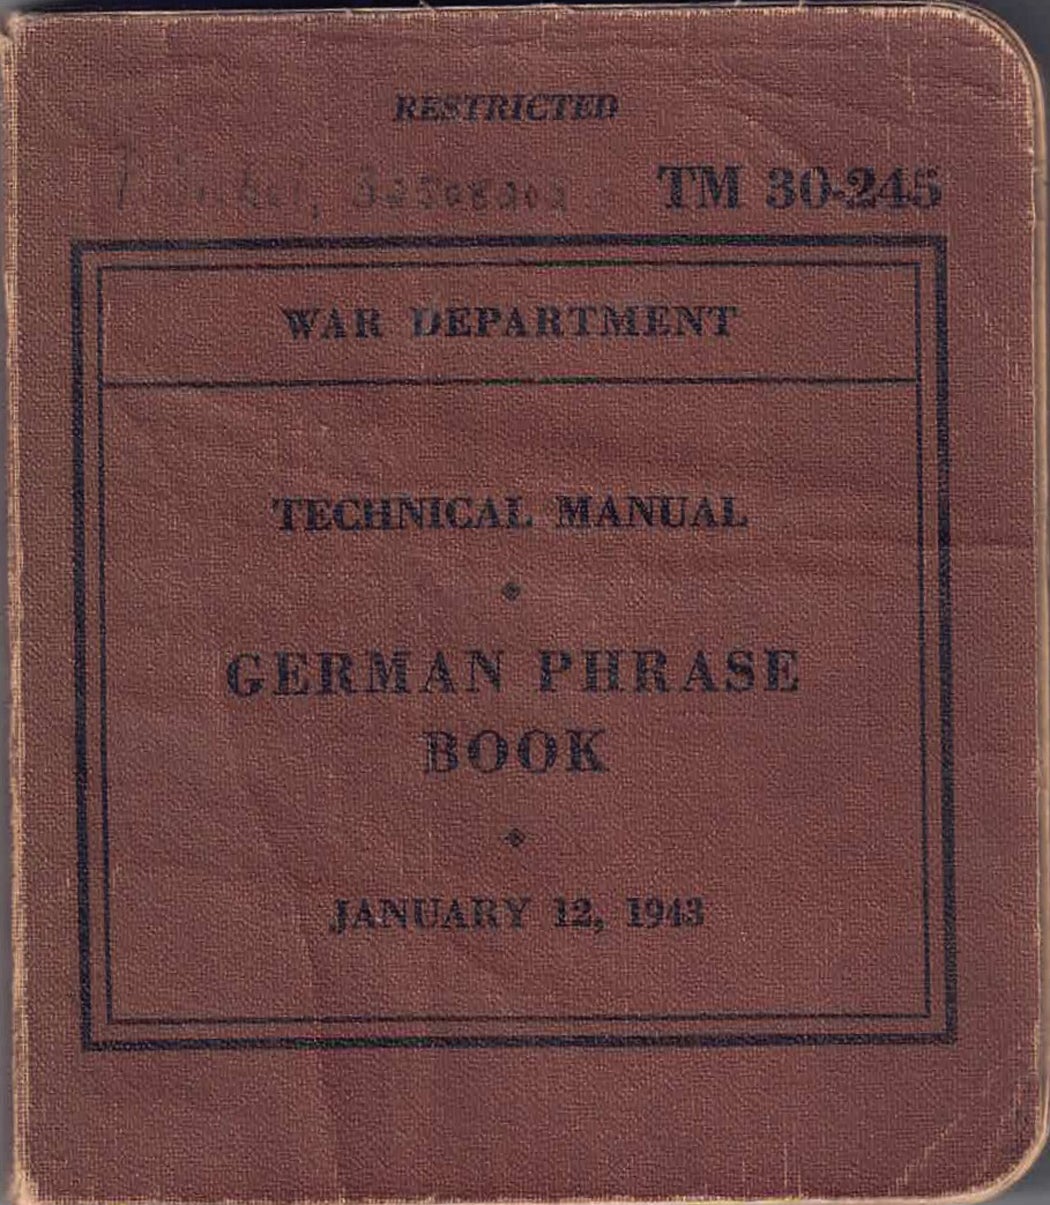 RESTRICTED
TM 30-245
WAR DEPARTMENT
TECHNICAL MANUAL
GERMAN PHRASE
BOOK
JANUARY 12, 1943